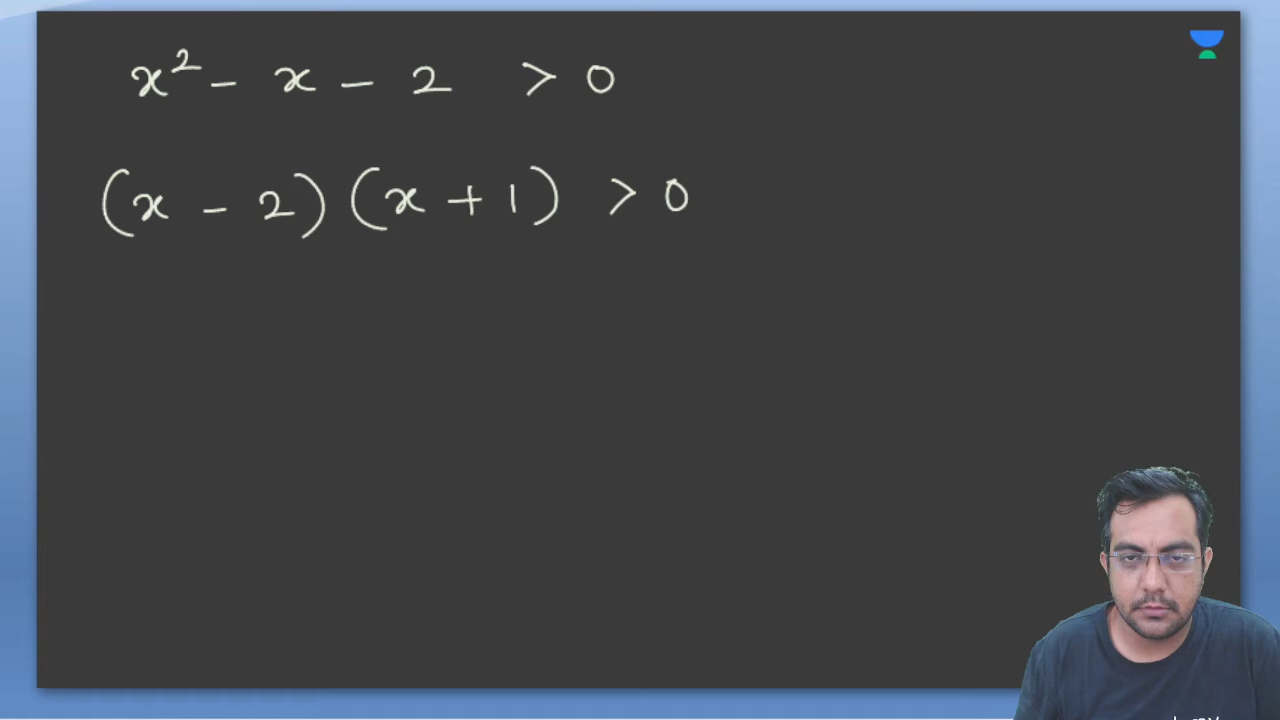 x² - x - 2 > 0
(x - 2) (x + 1) > 0